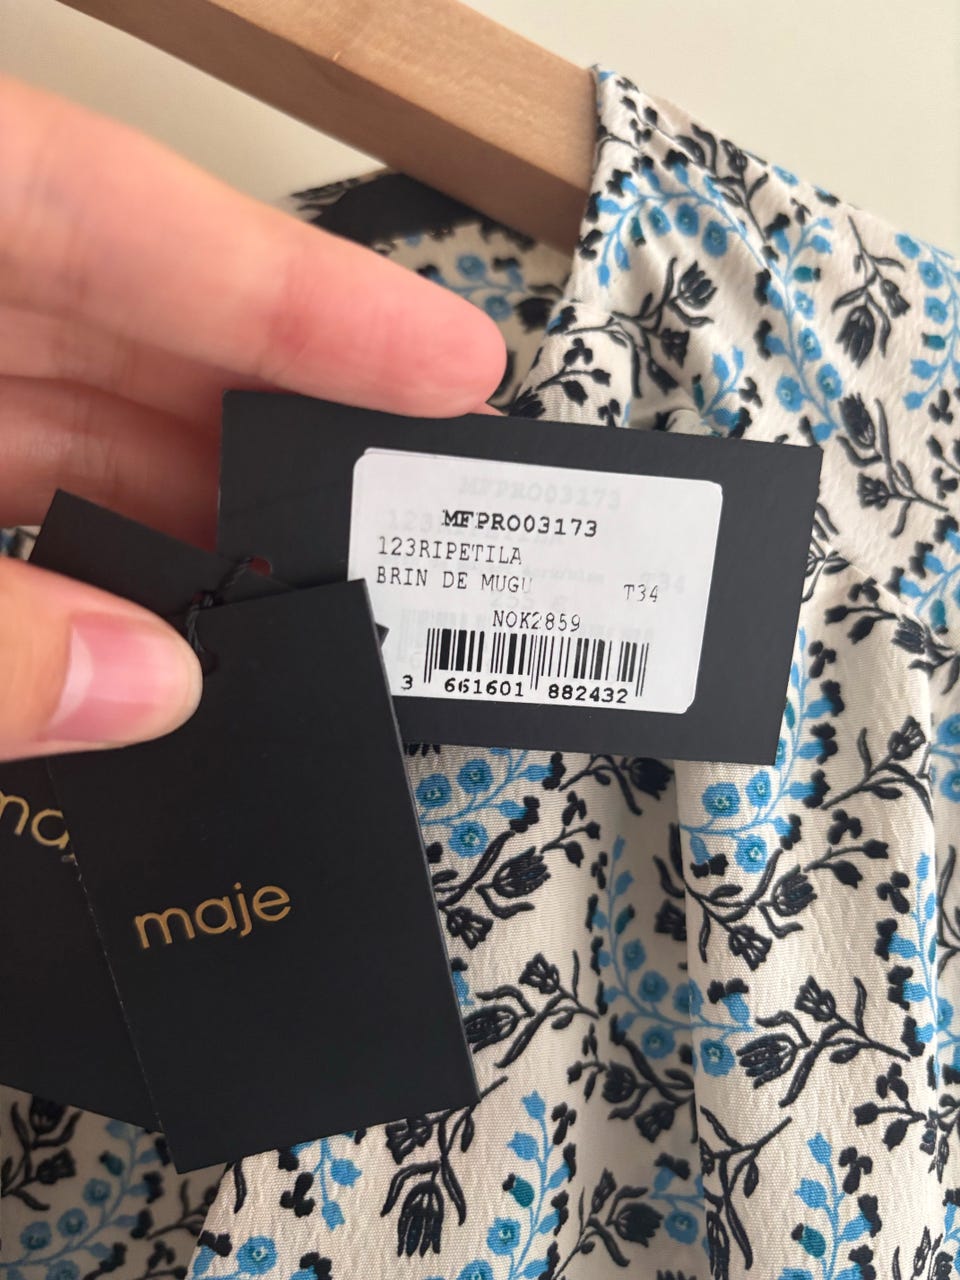 MFPRO03173
123RIPETILA
BRIN DE MUGU T34
NOK2859
3 661601 882432
maje